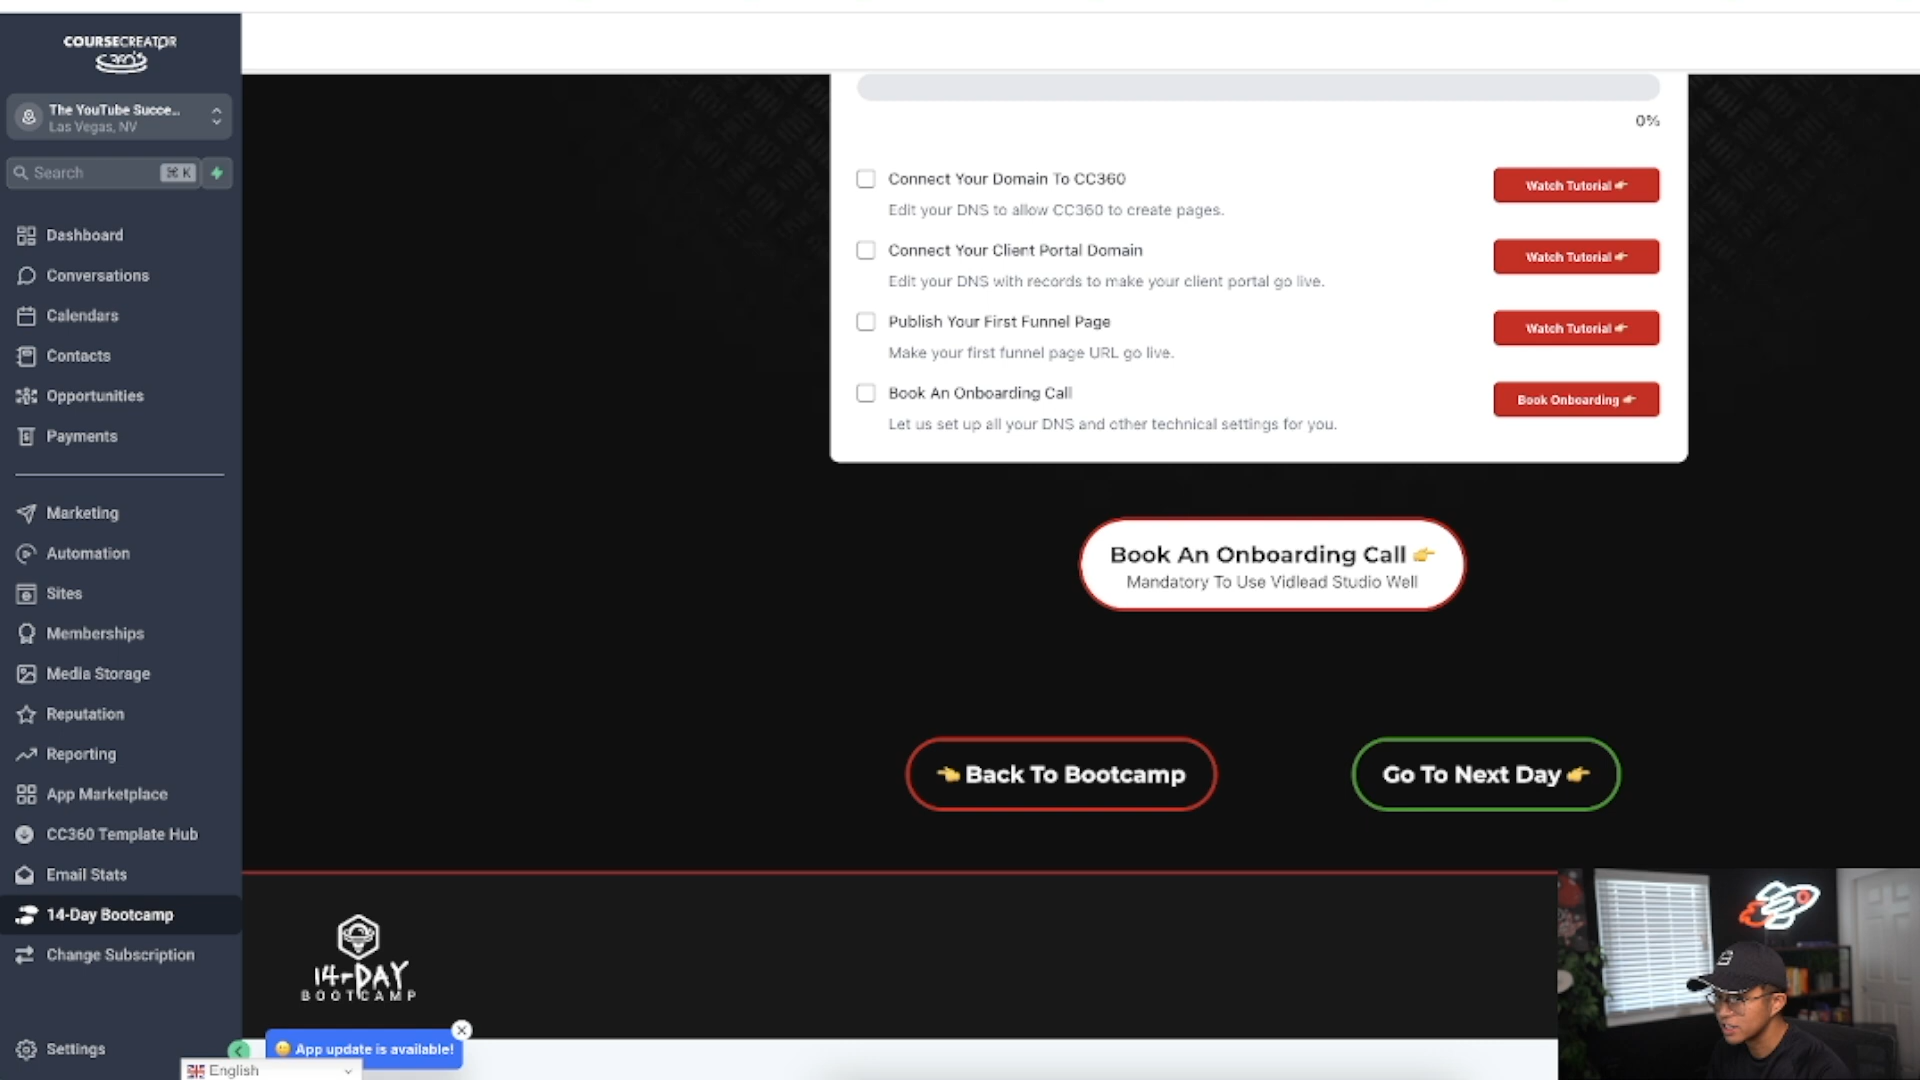 COURSECREATOR
360
The YouTube Succe...
Las Vegas, NV
Search
⌘ K
Dashboard
Conversations
Calendars
Contacts
Opportunities
Payments
Marketing
Automation
Sites
Memberships
Media Storage
Reputation
Reporting
App Marketplace
CC360 Template Hub
Email Stats
14-Day Bootcamp
Change Subscription
Settings
0%
Connect Your Domain To CC360
Edit your DNS to allow CC360 to create pages.
Watch Tutorial
Connect Your Client Portal Domain
Edit your DNS with records to make your client portal go live.
Watch Tutorial
Publish Your First Funnel Page
Make your first funnel page URL go live.
Watch Tutorial
Book An Onboarding Call
Let us set up all your DNS and other technical settings for you.
Book Onboarding
Book An Onboarding Call
Mandatory To Use Vidlead Studio Well
Back To Bootcamp
Go To Next Day
14-DAY
BOOTCAMP
App update is available!
English